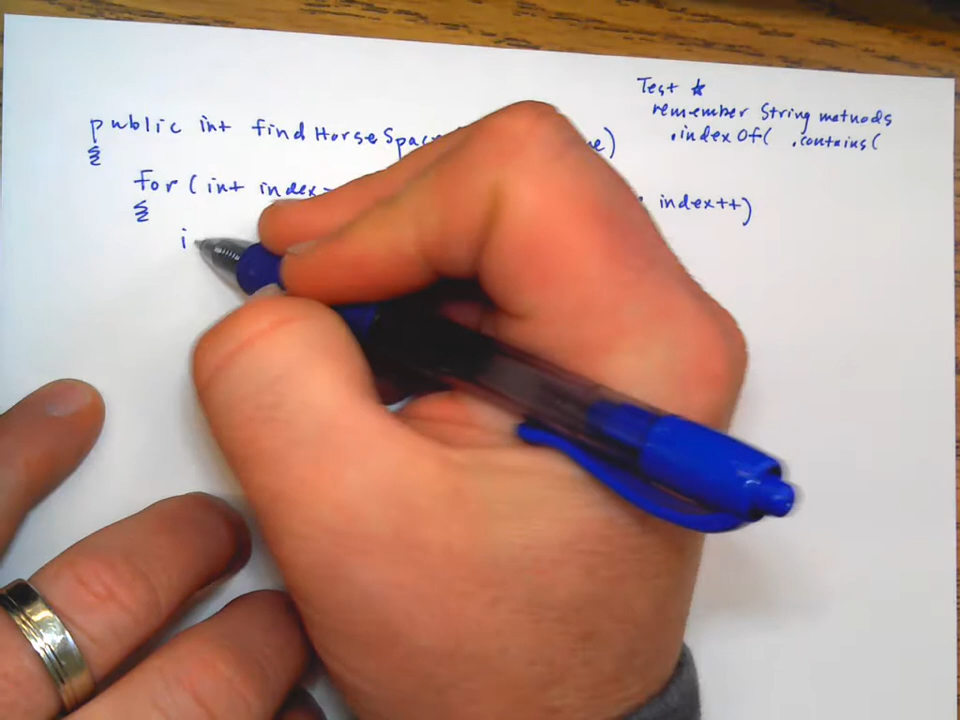 Test ☆
remember String metuods
.indexOf( .contains(
public int findHorseSpac
{
for (int index index++)
{
i